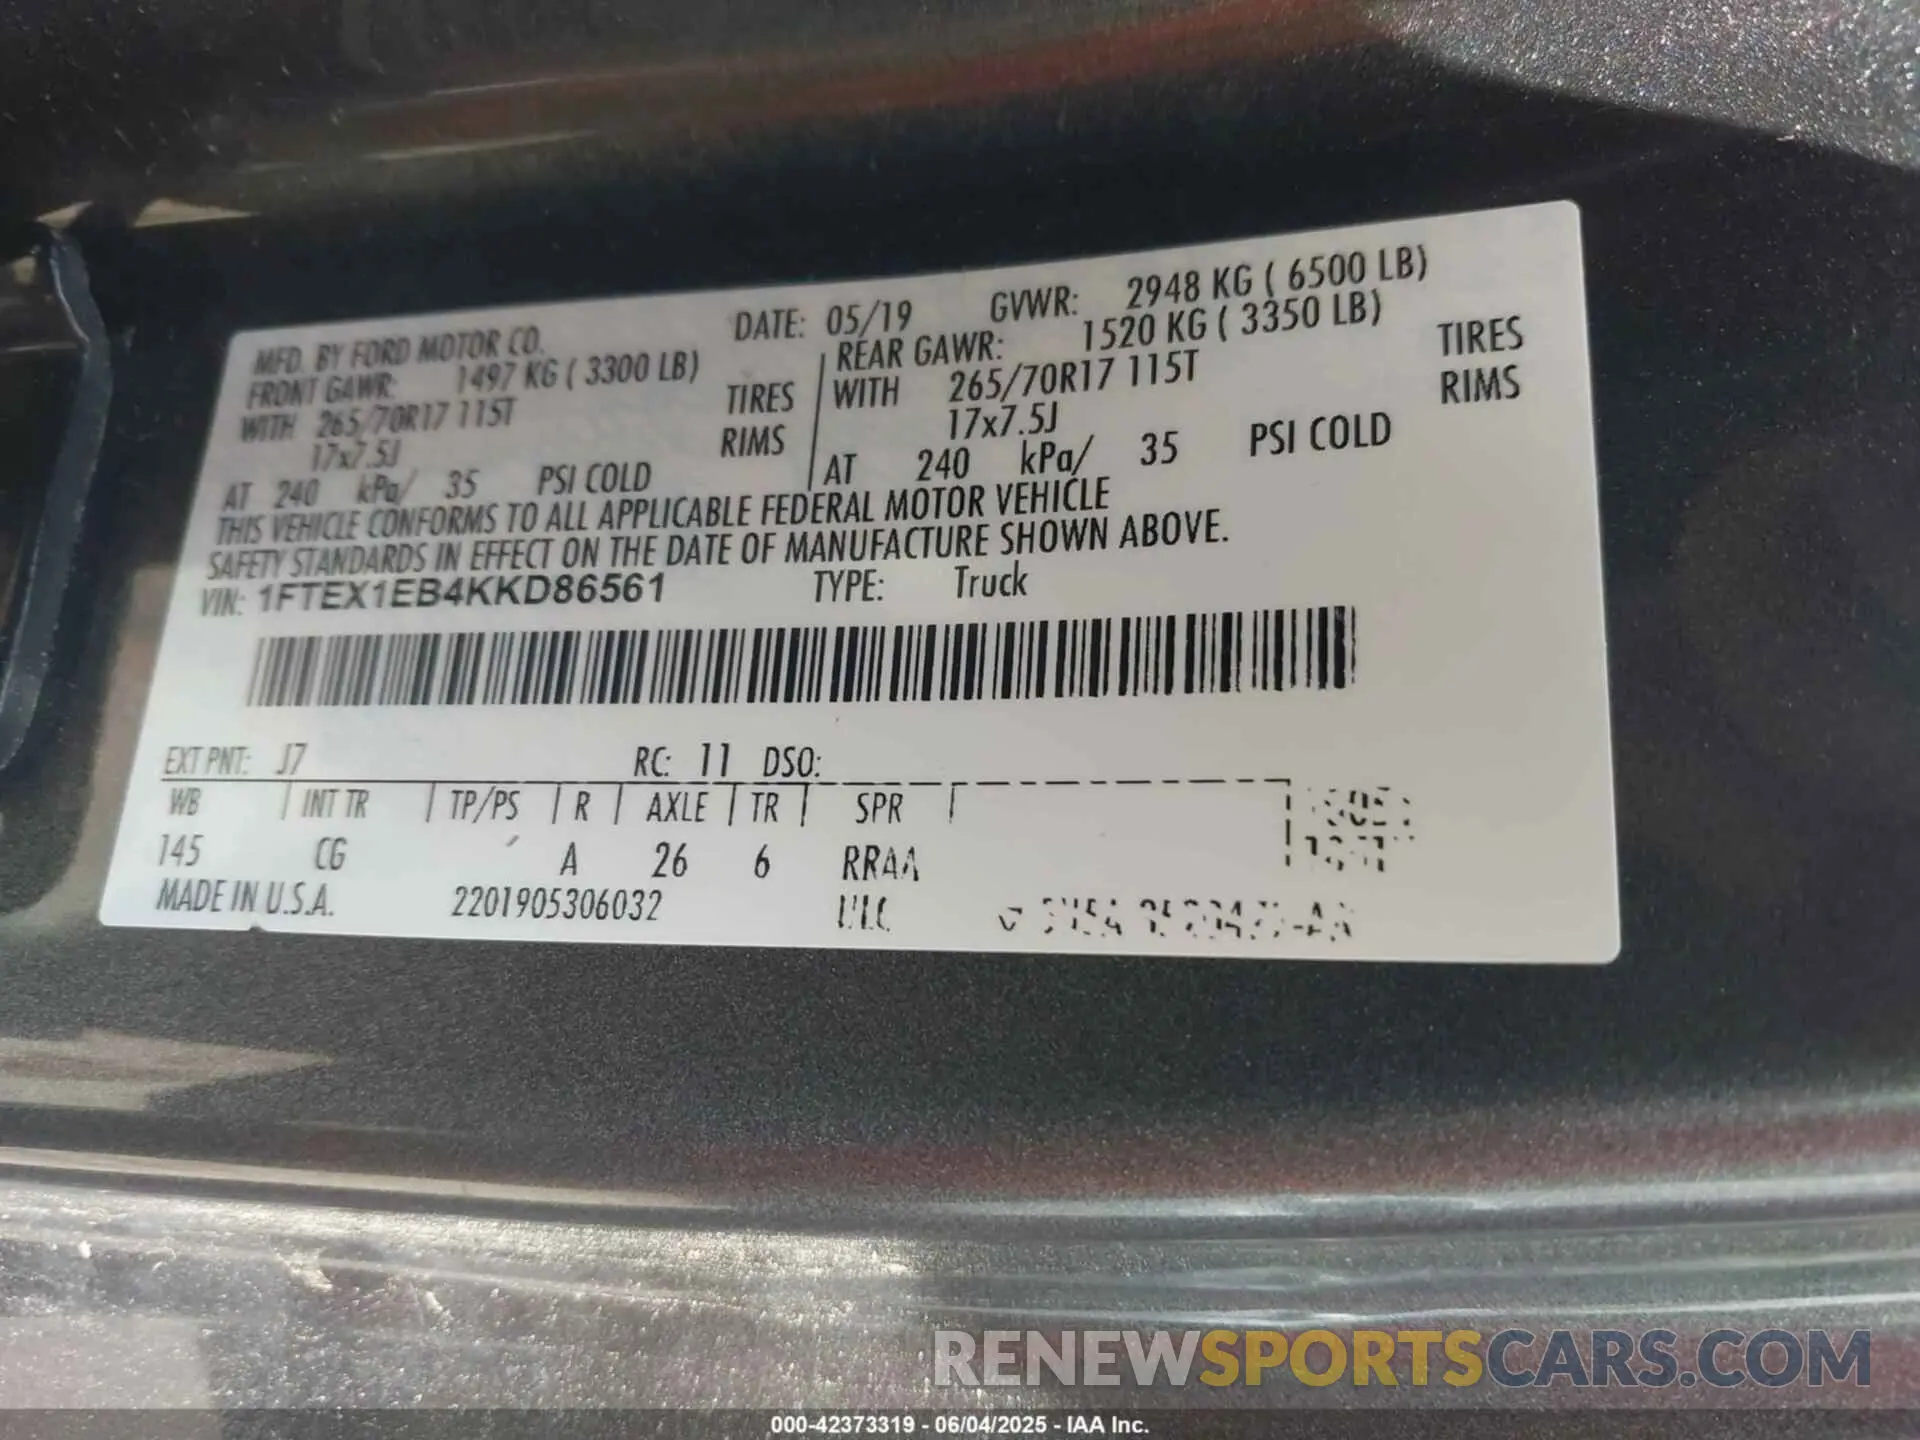 MFD. BY FORD MOTOR CO. DATE: 05/19 GVWR: 2948 KG ( 6500 LB)
FRONT GAWR: 1497 KG ( 3300 LB) REAR GAWR: 1520 KG ( 3350 LB)
WITH 265/70R17 115T TIRES WITH 265/70R17 115T TIRES
17x7.5J RIMS 17x7.5J RIMS
AT 240 kPa/ 35 PSI COLD AT 240 kPa/ 35 PSI COLD
THIS VEHICLE CONFORMS TO ALL APPLICABLE FEDERAL MOTOR VEHICLE
SAFETY STANDARDS IN EFFECT ON THE DATE OF MANUFACTURE SHOWN ABOVE.
VIN: 1FTEX1EB4KKD86561 TYPE: Truck
EXT PNT: J7 RC: 11 DSO:
WB INT TR TP/PS R AXLE TR SPR
145 CG A 26 6 RRAA
MADE IN U.S.A. 2201905306032
RENEWSPORTSCARS.COM
000-42373319 - 06/04/2025 - IAA Inc.